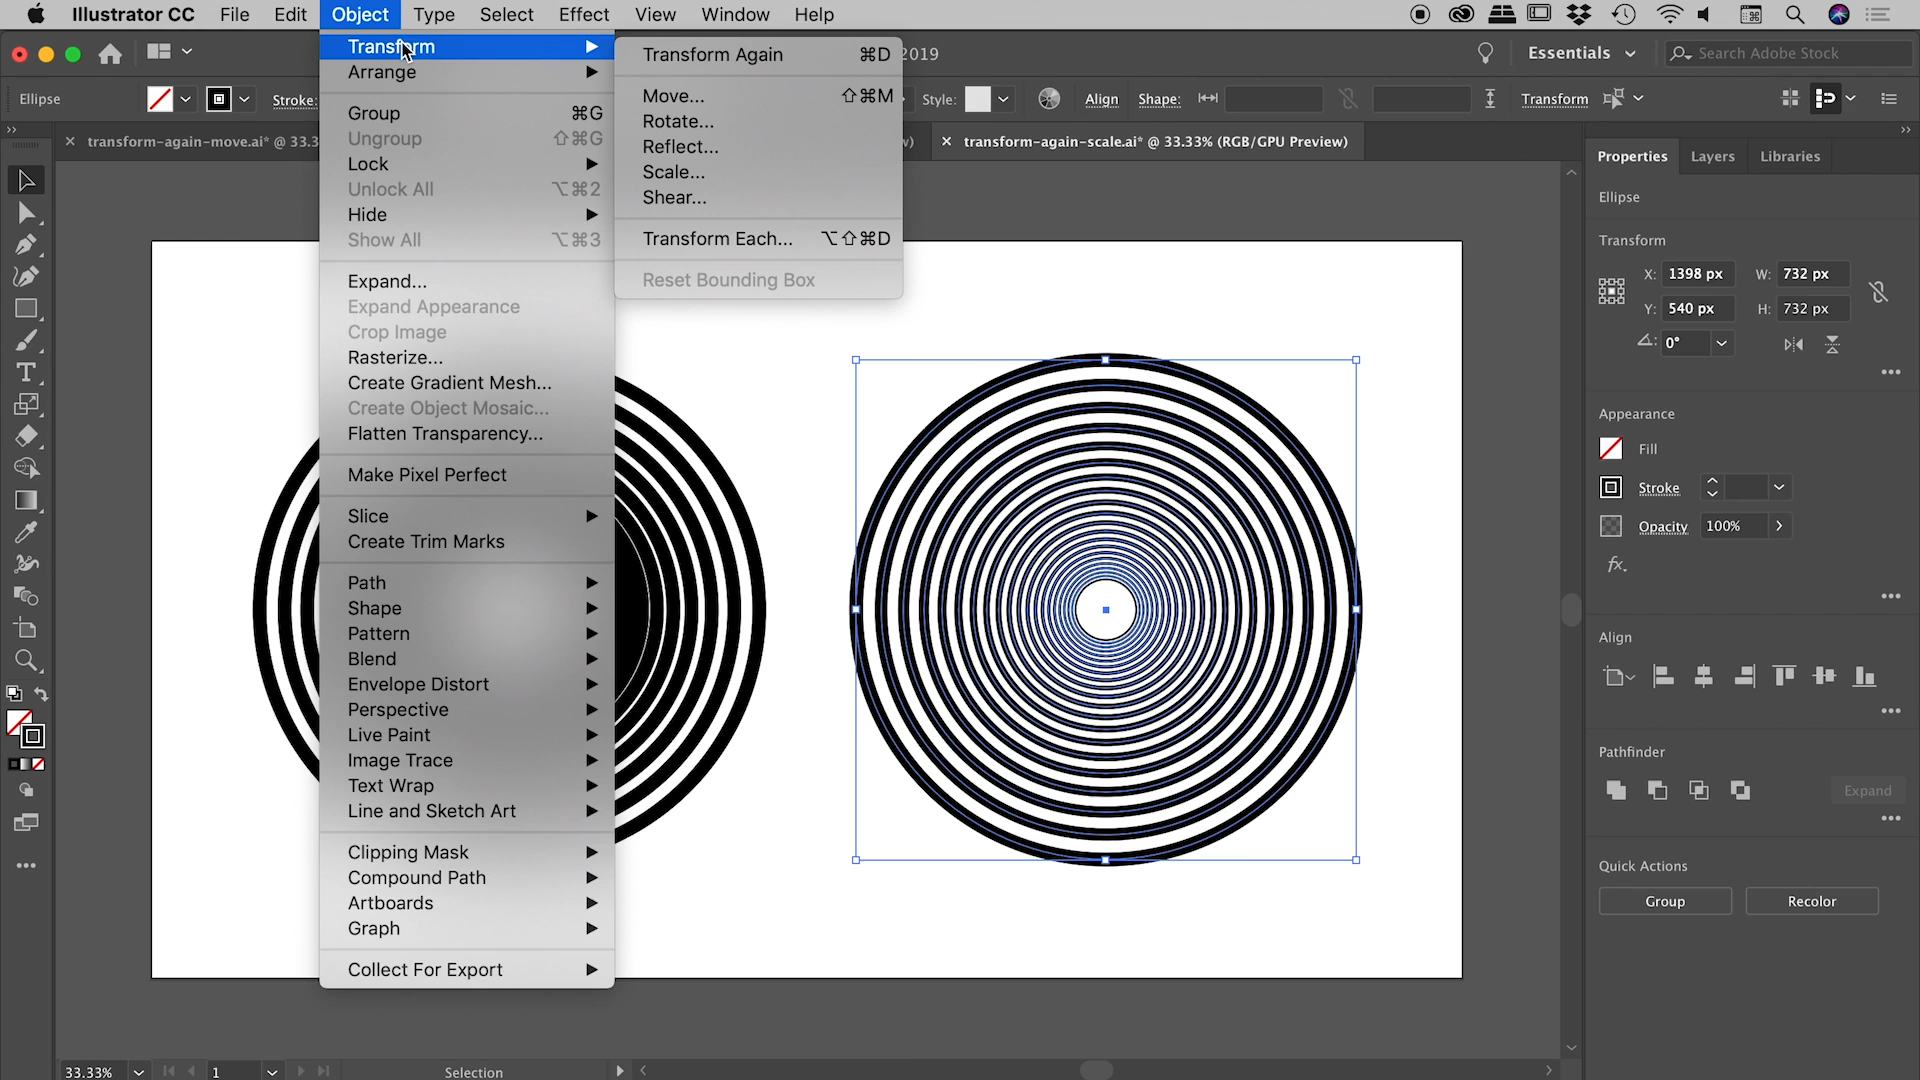 Illustrator CC File Edit Object Type Select Effect View Window Help
2019
Essentials
Search Adobe Stock
Ellipse
Stroke:
Style:
Align
Shape:
Transform
transform-again-move.ai* @ 33.3
transform-again-scale.ai* @ 33.33% (RGB/GPU Preview)
Transform
Arrange
Group ⌘G
Ungroup ⇧⌘G
Lock
Unlock All ⌥⌘2
Hide
Show All ⌥⌘3
Expand...
Expand Appearance
Crop Image
Rasterize...
Create Gradient Mesh...
Create Object Mosaic...
Flatten Transparency...
Make Pixel Perfect
Slice
Create Trim Marks
Path
Shape
Pattern
Blend
Envelope Distort
Perspective
Live Paint
Image Trace
Text Wrap
Line and Sketch Art
Clipping Mask
Compound Path
Artboards
Graph
Collect For Export
Transform Again ⌘D
Move... ⇧⌘M
Rotate...
Reflect...
Scale...
Shear...
Transform Each... ⌥⇧⌘D
Reset Bounding Box
Properties Layers Libraries
Ellipse
Transform
X: 1398 px W: 732 px
Y: 540 px H: 732 px
0°
Appearance
Fill
Stroke
Opacity 100%
fx.
Align
Pathfinder
Expand
Quick Actions
Group Recolor
33.33% 1 Selection